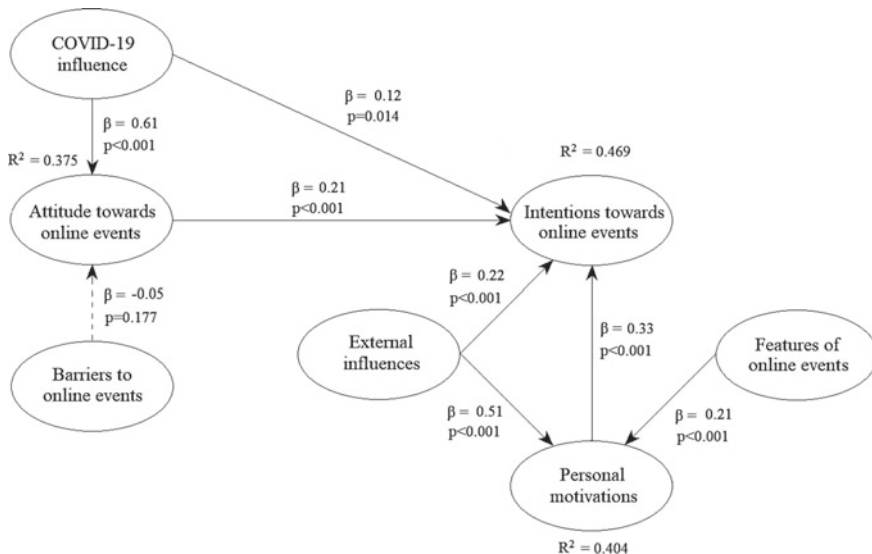 COVID-19
influence
β = 0.61
p<0.001
β = 0.12
p=0.014
R² = 0.375
R² = 0.469
Attitude towards
online events
β = 0.21
p<0.001
Intentions towards
online events
β = -0.05
p=0.177
β = 0.22
p<0.001
Barriers to
online events
External
influences
β = 0.33
p<0.001
Features of
online events
β = 0.51
p<0.001
β = 0.21
p<0.001
Personal
motivations
R² = 0.404